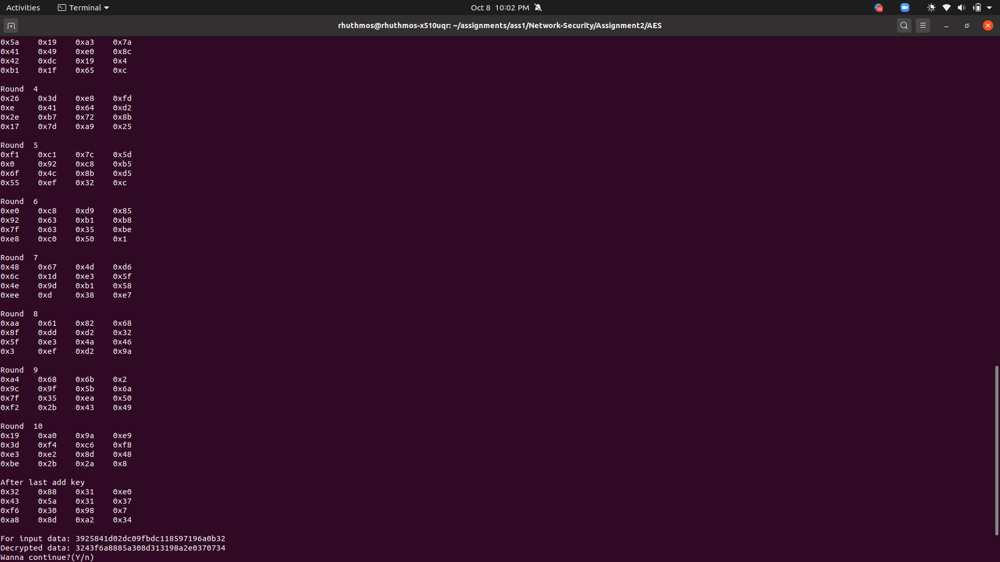 Activities Terminal Oct 8 10:02 PM
rhuthmos@rhuthmos-x510uqr: ~/assignments/ass1/Network-Security/Assignment2/AES
0x5a 0x19 0xa3 0x7a
0x41 0x49 0xe0 0x8c
0x42 0xdc 0x19 0x4
0xb1 0x1f 0x65 0xc
Round 4
0x26 0x3d 0xe8 0xfd
0xe 0x41 0x64 0xd2
0x2e 0xb7 0x72 0x8b
0x17 0x7d 0xa9 0x25
Round 5
0xf1 0xc1 0x7c 0x5d
0x0 0x92 0xc8 0xb5
0x6f 0x4c 0x8b 0xd5
0x55 0xef 0x32 0xc
Round 6
0xe0 0xc8 0xd9 0x85
0x92 0x63 0xb1 0xb8
0x7f 0x63 0x35 0xbe
0xe8 0xc0 0x50 0x1
Round 7
0x48 0x67 0x4d 0xd6
0x6c 0x1d 0xe3 0x5f
0x4e 0x9d 0xb1 0x58
0xee 0xd 0x38 0xe7
Round 8
0xaa 0x61 0x82 0x68
0x8f 0xdd 0xd2 0x32
0x5f 0xe3 0x4a 0x46
0x3 0xef 0xd2 0x9a
Round 9
0xa4 0x68 0x6b 0x2
0x9c 0x9f 0x5b 0x6a
0x7f 0x35 0xea 0x50
0xf2 0x2b 0x43 0x49
Round 10
0x19 0xa0 0x9a 0xe9
0x3d 0xf4 0xc6 0xf8
0xe3 0xe2 0x8d 0x48
0xbe 0x2b 0x2a 0x8
After last add key
0x32 0x88 0x31 0xe0
0x43 0x5a 0x31 0x37
0xf6 0x30 0x98 0x7
0xa8 0x8d 0xa2 0x34
For input data: 3925841d02dc09fbdc118597196a0b32
Decrypted data: 3243f6a8885a308d313198a2e0370734
Wanna continue?(Y/n)